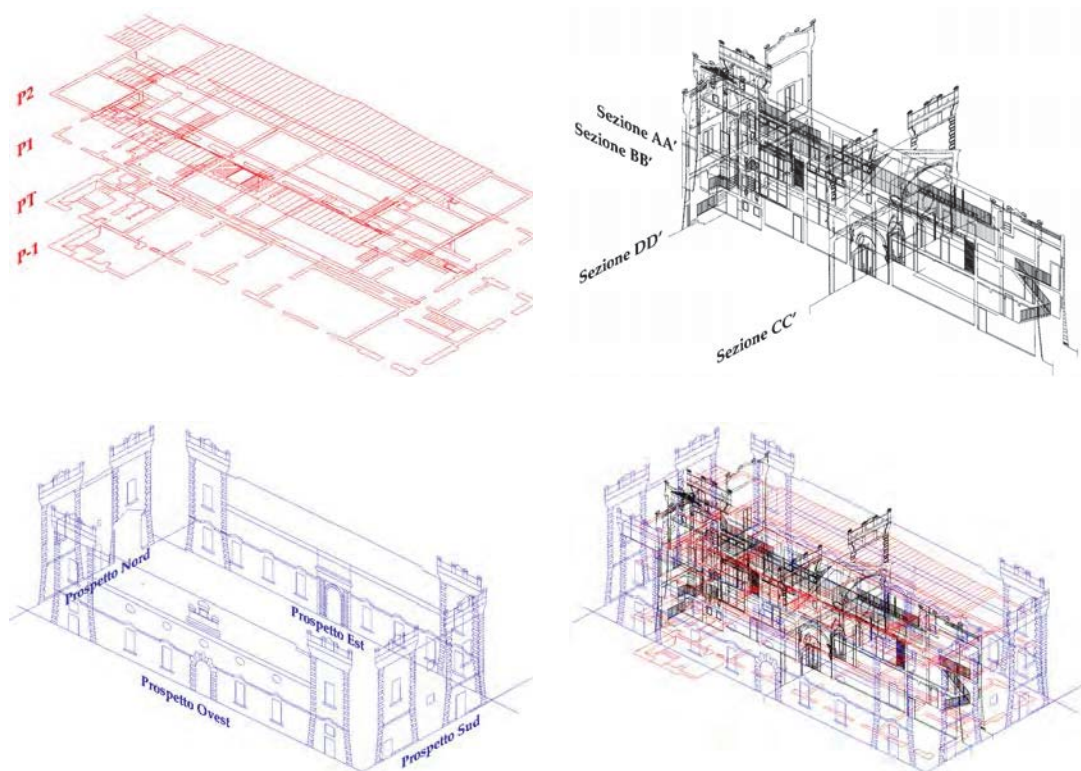 P2
P1
PT
P-1
Sezione AA'
Sezione BB'
Sezione DD'
Sezione CC'
Prospetto Nord
Prospetto Est
Prospetto Ovest
Prospetto Sud